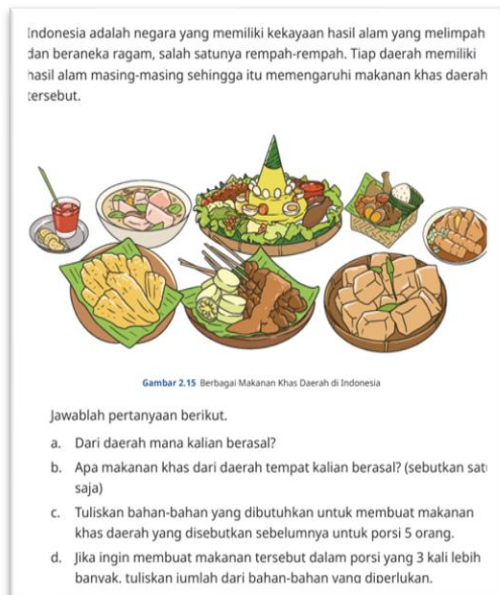 Indonesia adalah negara yang memiliki kekayaan hasil alam yang melimpah
dan beraneka ragam, salah satunya rempah-rempah. Tiap daerah memiliki
hasil alam masing-masing sehingga itu memengaruhi makanan khas daerah
tersebut.
Gambar 2.15 Berbagai Makanan Khas Daerah di Indonesia
Jawablah pertanyaan berikut.
a. Dari daerah mana kalian berasal?
b. Apa makanan khas dari daerah tempat kalian berasal? (sebutkan satu
saja)
c. Tuliskan bahan-bahan yang dibutuhkan untuk membuat makanan
khas daerah yang disebutkan sebelumnya untuk porsi 5 orang.
d. Jika ingin membuat makanan tersebut dalam porsi yang 3 kali lebih
banyak, tuliskan jumlah dari bahan-bahan yang diperlukan.